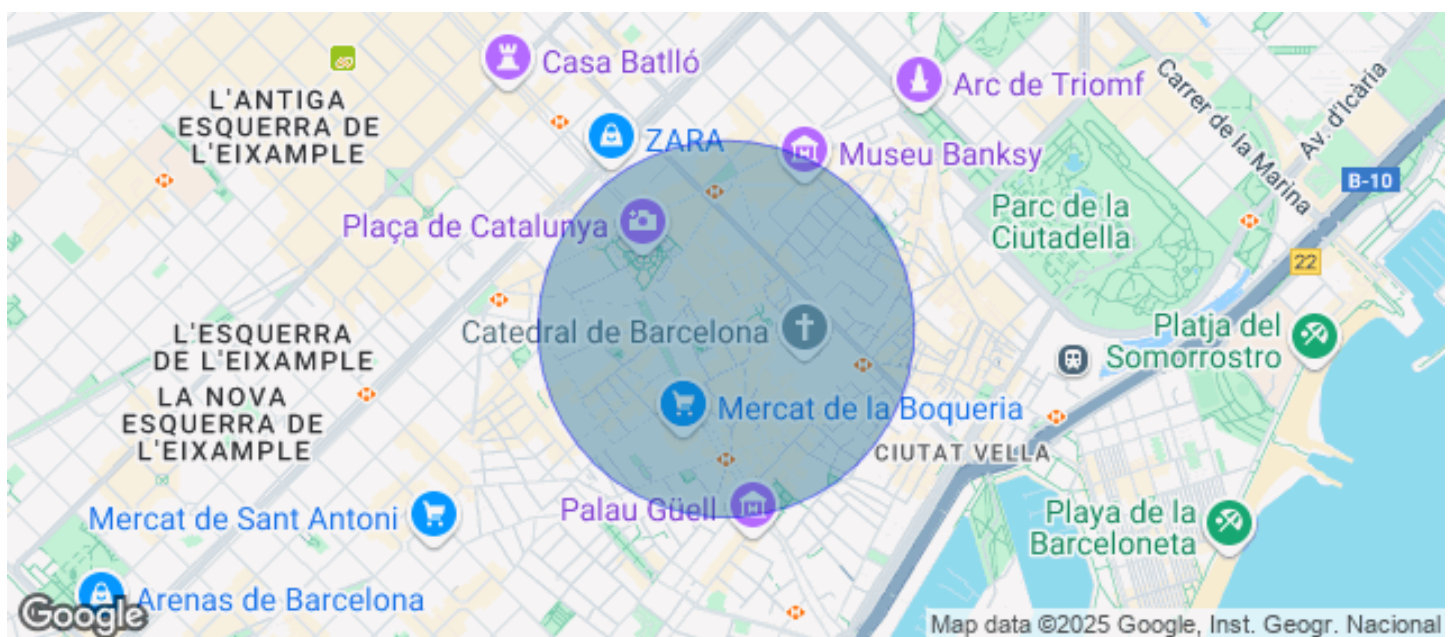 Casa Batlló
Arc de Triomf
L'ANTIGA
ESQUERRA DE
L'EIXAMPLE
ZARA
Museu Banksy
Carrer de la Marina
Av. d'Icària
B-10
Plaça de Catalunya
Parc de la
Ciutadella
22
L'ESQUERRA
DE L'EIXAMPLE
Catedral de Barcelona
Platja del
Somorrostro
LA NOVA
ESQUERRA DE
L'EIXAMPLE
Mercat de la Boqueria
CIUTAT VELLA
Mercat de Sant Antoni
Palau Güell
Playa de la
Barceloneta
Arenas de Barcelona
Google
Map data ©2025 Google, Inst. Geogr. Nacional